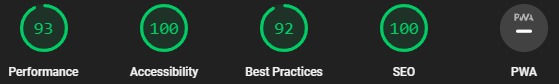 93 100 92 100 PWA
Performance Accessibility Best Practices SEO PWA